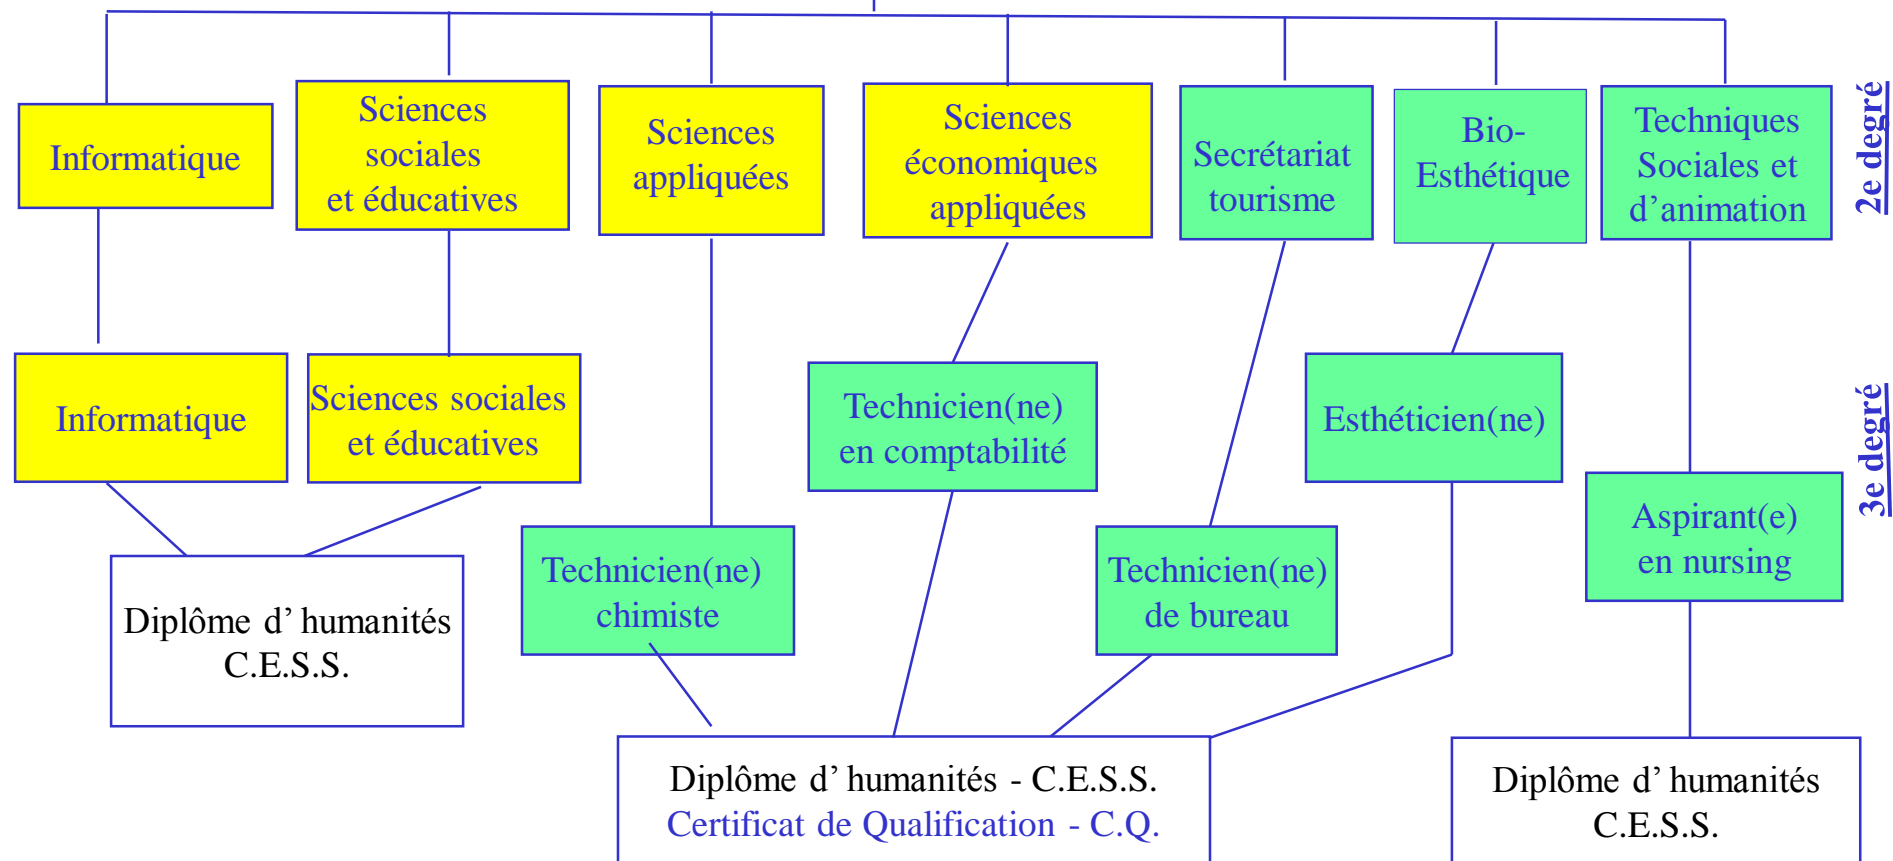 Informatique
Sciences
sociales
et éducatives
Sciences
appliquées
Sciences
économiques
appliquées
Secrétariat
tourisme
Bio-
Esthétique
Techniques
Sociales et
d’animation
2e degré
Informatique
Sciences sociales
et éducatives
Technicien(ne)
en comptabilité
Esthéticien(ne)
3e degré
Technicien(ne)
chimiste
Technicien(ne)
de bureau
Aspirant(e)
en nursing
Diplôme d’ humanités
C.E.S.S.
Diplôme d’ humanités - C.E.S.S.
Certificat de Qualification - C.Q.
Diplôme d’ humanités
C.E.S.S.